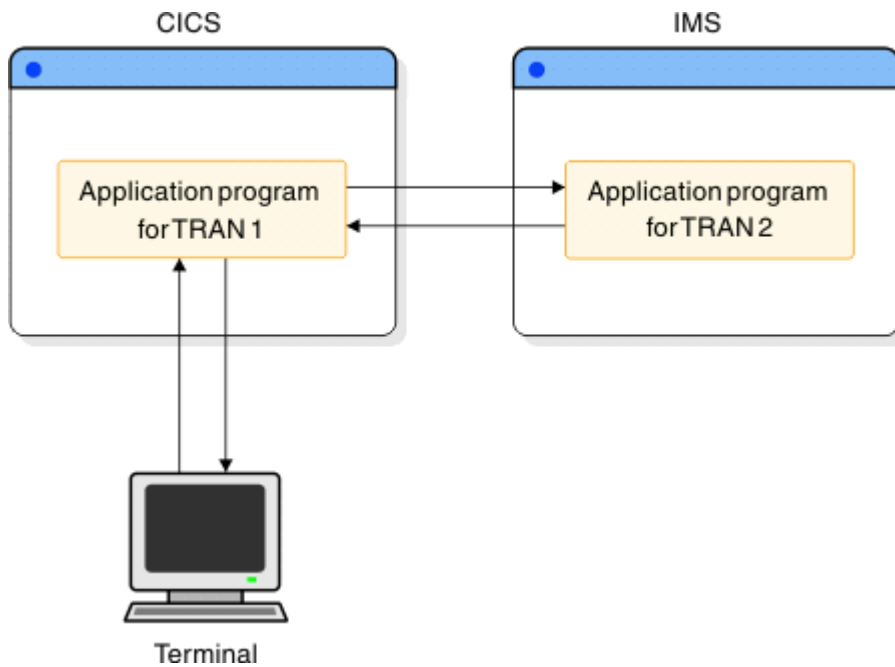 CICS
IMS
Application program
for TRAN 1
Application program
for TRAN 2
Terminal